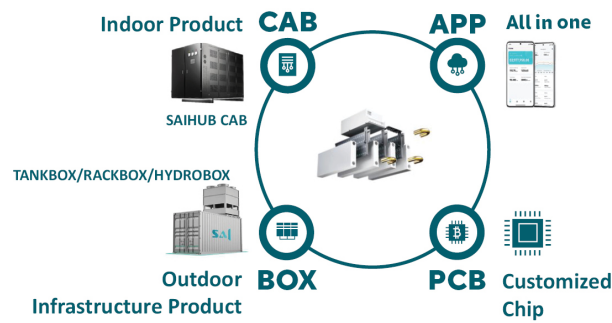 Indoor Product
CAB
APP
All in one
SAIHUB CAB
TANKBOX/RACKBOX/HYDROBOX
SAI
Outdoor
Infrastructure Product
BOX
PCB
Customized
Chip